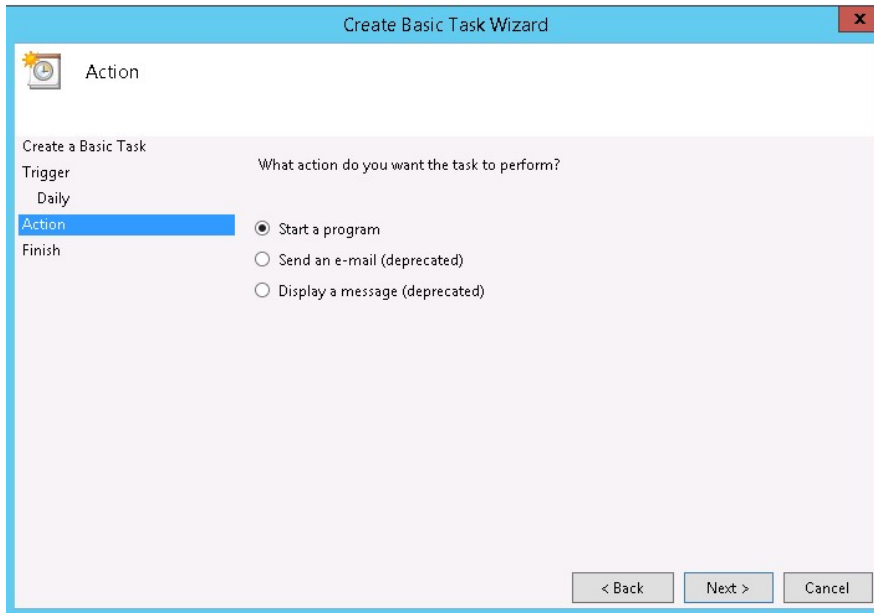 Create Basic Task Wizard
x
Action
Create a Basic Task
Trigger
Daily
Action
Finish
What action do you want the task to perform?
Start a program
Send an e-mail (deprecated)
Display a message (deprecated)
< Back
Next >
Cancel